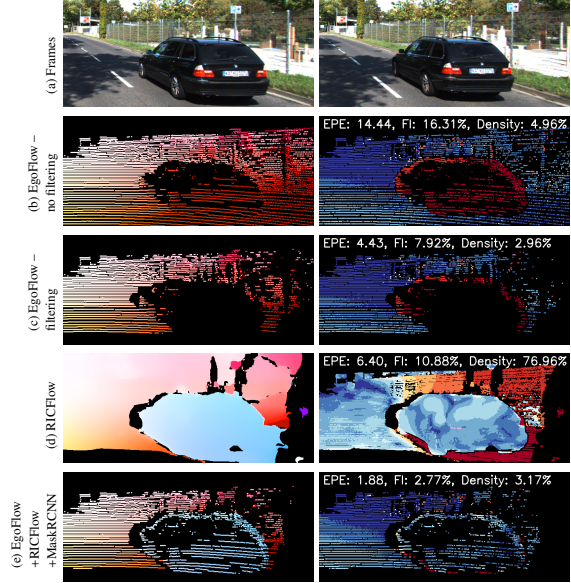 (a) Frames
(b) EgoFlow –
no filtering
EPE: 14.44, Fl: 16.31%, Density: 4.96%
(c) EgoFlow –
filtering
EPE: 4.43, Fl: 7.92%, Density: 2.96%
(d) RICFlow
EPE: 6.40, Fl: 10.88%, Density: 76.96%
(e) EgoFlow
+RICFlow
+MaskRCNN
EPE: 1.88, Fl: 2.77%, Density: 3.17%